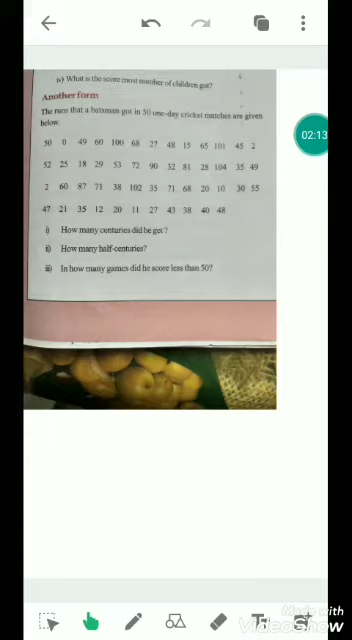 iv) What is the score most number of children got?
Another form
The runs that a batsman got in 50 one-day cricket matches are given
below.
02:13
50 0 49 60 100 68 27 48 15 65 101 45 2
52 25 18 29 53 72 90 32 81 28 104 35 49
2 60 87 71 38 102 35 71 68 20 10 30 55
47 21 35 12 20 11 27 43 38 40 48
i) How many centuries did he get?
ii) How many half-centuries?
iii) In how many games did he score less than 50?
Made with
VideoShow